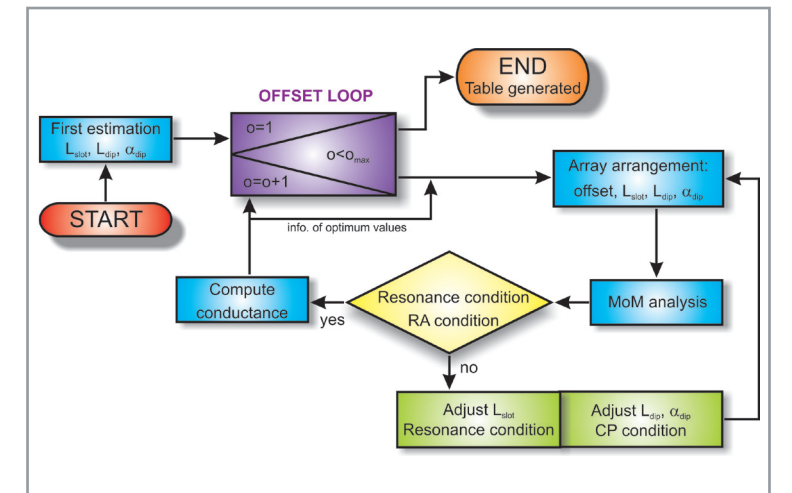 END
Table generated
OFFSET LOOP
First estimation
Lslot, Ldip, αdip
o=1
o<omax
o=o+1
Array arrangement:
offset, Lslot, Ldip, αdip
START
info. of optimum values
Compute
conductance
yes
Resonance condition
RA condition
MoM analysis
no
Adjust Lslot
Resonance condition
Adjust Ldip, αdip
CP condition